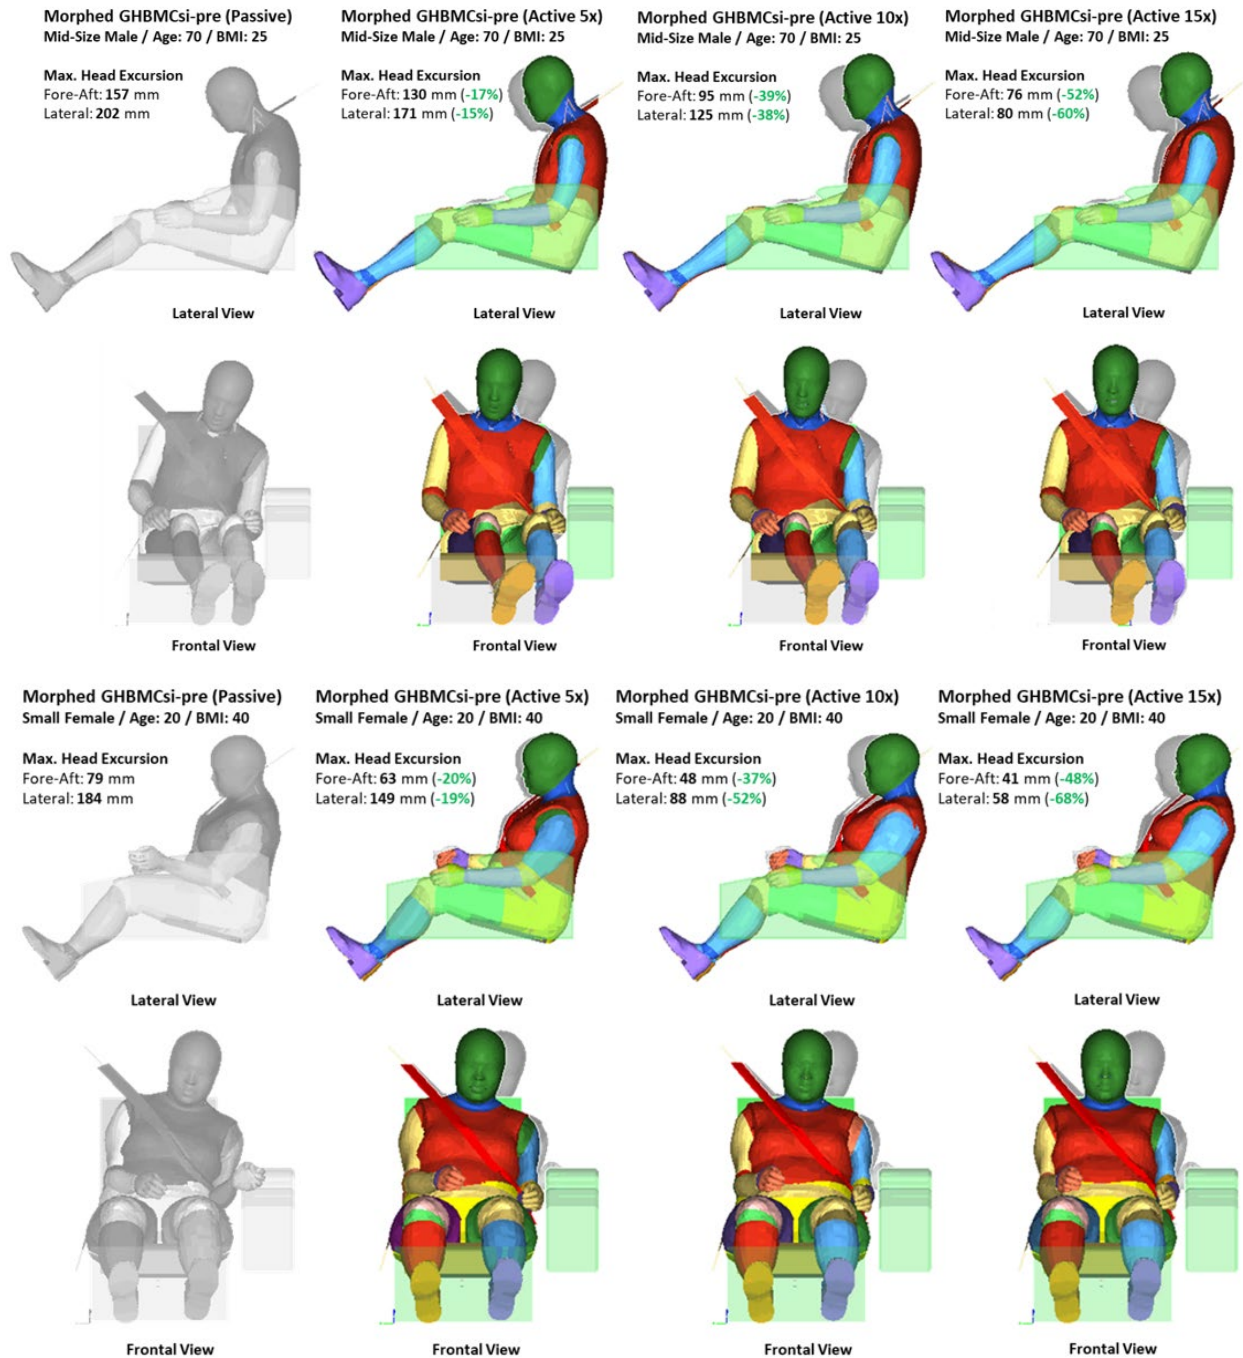 Morphed GHBMCsi-pre (Passive)
Mid-Size Male / Age: 70 / BMI: 25
Max. Head Excursion
Fore-Aft: 157 mm
Lateral: 202 mm
Lateral View
Morphed GHBMCsi-pre (Active 5x)
Mid-Size Male / Age: 70 / BMI: 25
Max. Head Excursion
Fore-Aft: 130 mm (-17%)
Lateral: 171 mm (-15%)
Lateral View
Morphed GHBMCsi-pre (Active 10x)
Mid-Size Male / Age: 70 / BMI: 25
Max. Head Excursion
Fore-Aft: 95 mm (-39%)
Lateral: 125 mm (-38%)
Lateral View
Morphed GHBMCsi-pre (Active 15x)
Mid-Size Male / Age: 70 / BMI: 25
Max. Head Excursion
Fore-Aft: 76 mm (-52%)
Lateral: 80 mm (-60%)
Lateral View
Frontal View
Frontal View
Frontal View
Frontal View
Morphed GHBMCsi-pre (Passive)
Small Female / Age: 20 / BMI: 40
Max. Head Excursion
Fore-Aft: 79 mm
Lateral: 184 mm
Lateral View
Morphed GHBMCsi-pre (Active 5x)
Small Female / Age: 20 / BMI: 40
Max. Head Excursion
Fore-Aft: 63 mm (-20%)
Lateral: 149 mm (-19%)
Lateral View
Morphed GHBMCsi-pre (Active 10x)
Small Female / Age: 20 / BMI: 40
Max. Head Excursion
Fore-Aft: 48 mm (-37%)
Lateral: 88 mm (-52%)
Lateral View
Morphed GHBMCsi-pre (Active 15x)
Small Female / Age: 20 / BMI: 40
Max. Head Excursion
Fore-Aft: 41 mm (-48%)
Lateral: 58 mm (-68%)
Lateral View
Frontal View
Frontal View
Frontal View
Frontal View